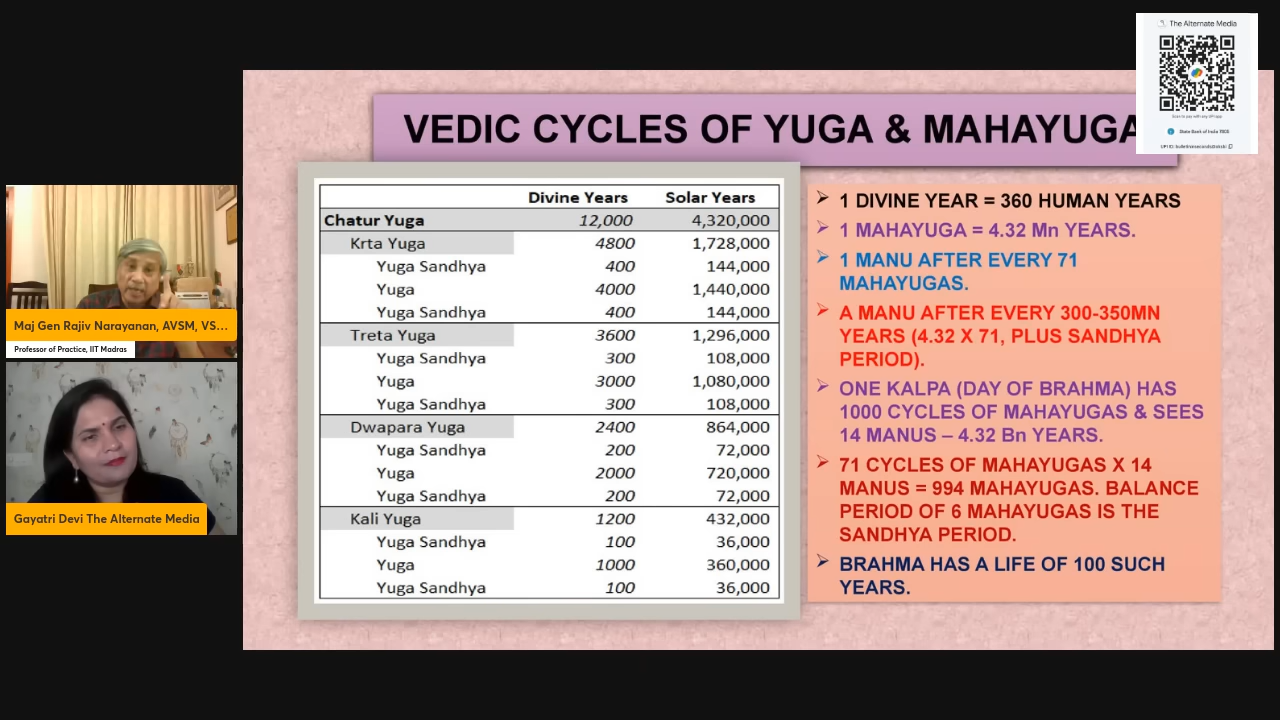 The Alternate Media
Scan to pay with any UPI app
State Bank of India 1908
VEDIC CYCLES OF YUGA & MAHAYUGA
Divine Years Solar Years
Chatur Yuga 12,000 4,320,000
Krta Yuga 4800 1,728,000
Yuga Sandhya 400 144,000
Yuga 4000 1,440,000
Yuga Sandhya 400 144,000
Treta Yuga 3600 1,296,000
Yuga Sandhya 300 108,000
Yuga 3000 1,080,000
Yuga Sandhya 300 108,000
Dwapara Yuga 2400 864,000
Yuga Sandhya 200 72,000
Yuga 2000 720,000
Yuga Sandhya 200 72,000
Kali Yuga 1200 432,000
Yuga Sandhya 100 36,000
Yuga 1000 360,000
Yuga Sandhya 100 36,000
1 DIVINE YEAR = 360 HUMAN YEARS
1 MAHAYUGA = 4.32 Mn YEARS.
1 MANU AFTER EVERY 71
MAHAYUGAS.
A MANU AFTER EVERY 300-350MN
YEARS (4.32 X 71, PLUS SANDHYA
PERIOD).
ONE KALPA (DAY OF BRAHMA) HAS
1000 CYCLES OF MAHAYUGAS & SEES
14 MANUS – 4.32 Bn YEARS.
71 CYCLES OF MAHAYUGAS X 14
MANUS = 994 MAHAYUGAS. BALANCE
PERIOD OF 6 MAHAYUGAS IS THE
SANDHYA PERIOD.
BRAHMA HAS A LIFE OF 100 SUCH
YEARS.
Maj Gen Rajiv Narayanan, AVSM, VS...
Professor of Practice, IIT Madras
Gayatri Devi The Alternate Media